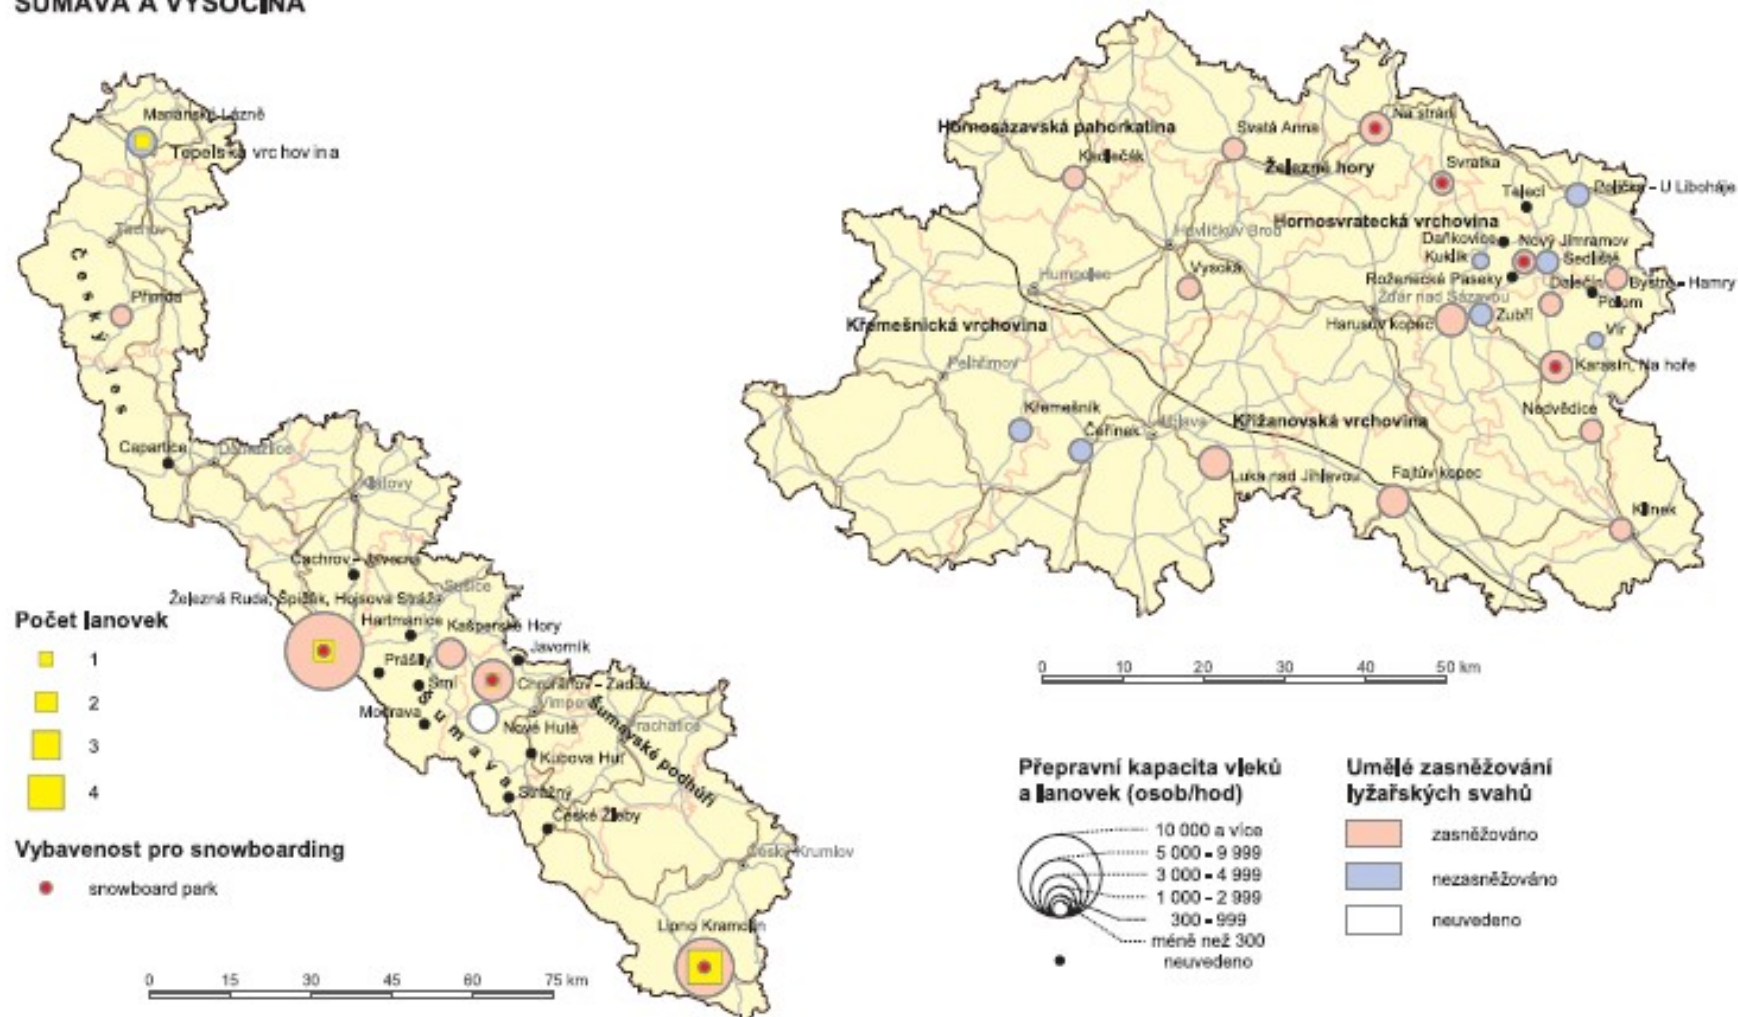 ŠUMAVA A VYSOČINA
Mariánské Lázně
Tepelská vrchovina
Tachov
Český les
Přimda
Capartice
Domažlice
Klatovy
Čachrov – Javorná
Sušice
Železná Ruda, Špičák, Hojsova Stráž
Hartmanice
Kašperské Hory
Javorník
Prášily
Srní
Churáňov – Zadov
Modrava
Šumava
Vimperk
Nové Hutě
Prachatice
Šumavské podhůří
Kubova Huť
Strážný
České Žleby
Český Krumlov
Lipno Kramolín
Počet lanovek
1
2
3
4
Vybavenost pro snowboarding
snowboard park
0 15 30 45 60 75 km
Hornosázavská pahorkatina
Kadlečák
Svatá Anna
Na stráni
Železné hory
Svratka
Telecí
Polička – U Liboháje
Hornosvratecká vrchovina
Havlíčkův Brod
Daňkovice
Nový Jimramov
Kuklík
Sedliště
Vysoká
Humpolec
Roženecké Paseky
Dalečín
Bystré – Hamry
Žďár nad Sázavou
Polom
Křemešnická vrchovina
Harusův kopec
Zubří
Vír
Pelhřimov
Karasín, Na hoře
Křemešník
Čeřínek
Jihlava
Křižanovská vrchovina
Nedvědice
Luka nad Jihlavou
Fajtův kopec
Klínek
0 10 20 30 40 50 km
Přepravní kapacita vleků
a lanovek (osob/hod)
10 000 a více
5 000 – 9 999
3 000 – 4 999
1 000 – 2 999
300 – 999
méně než 300
neuvedeno
Umělé zasněžování
lyžařských svahů
zasněžováno
nezasněžováno
neuvedeno